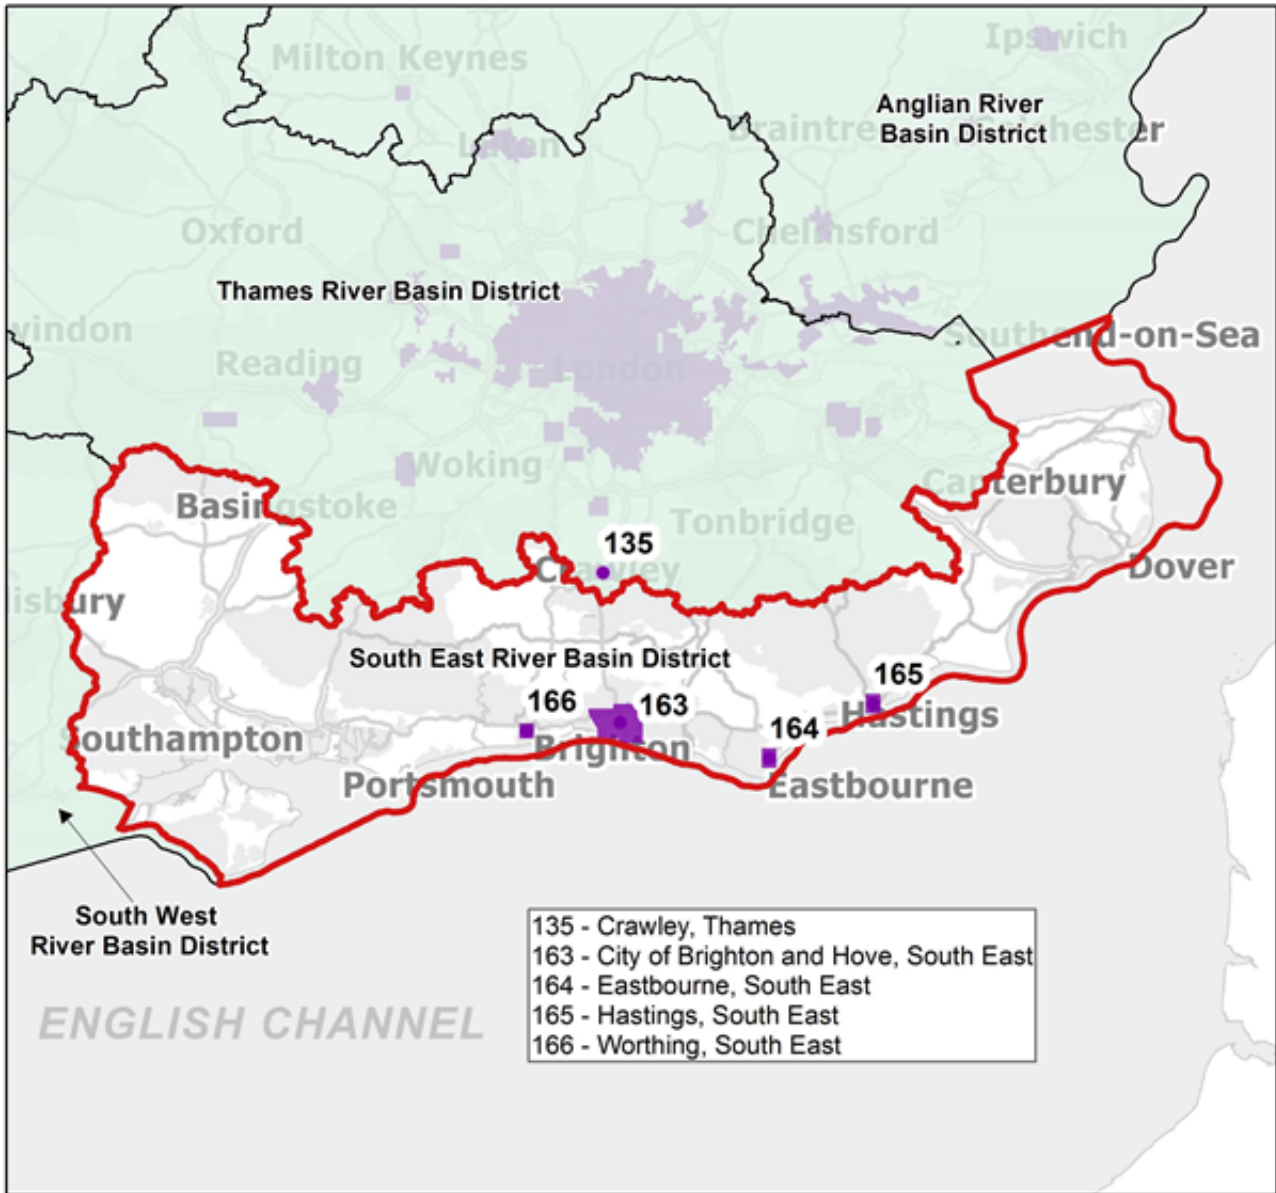 Milton Keynes
Ipswich
Anglian River
Basin District
Braintree
Colchester
Luton
Oxford
Chelmsford
Thames River Basin District
windon
Southend-on-Sea
Reading
London
Woking
Canterbury
Basingstoke
Tonbridge
135
Crawley
Dover
lisbury
South East River Basin District
165
166
163
Hastings
164
Southampton
Brighton
Portsmouth
Eastbourne
South West
River Basin District
135 - Crawley, Thames
163 - City of Brighton and Hove, South East
164 - Eastbourne, South East
165 - Hastings, South East
166 - Worthing, South East
ENGLISH CHANNEL